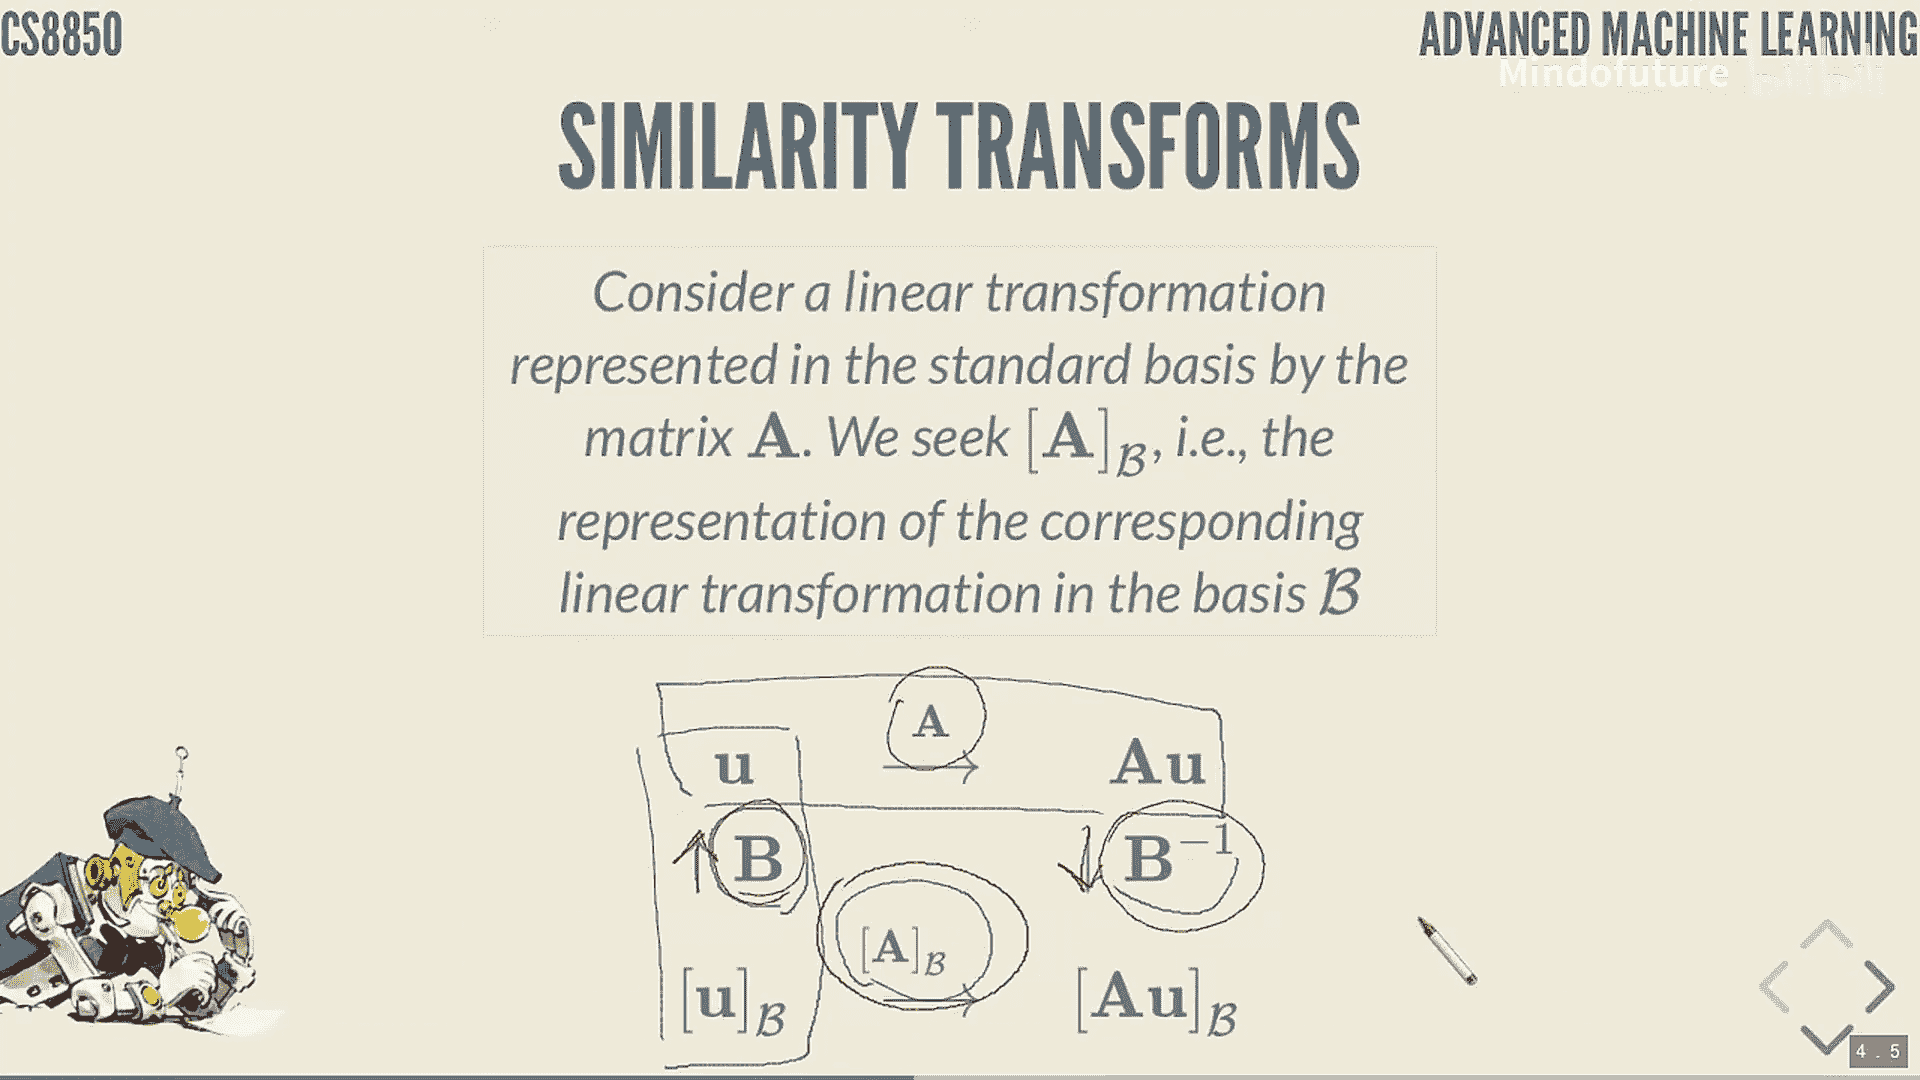 CS8850
ADVANCED MACHINE LEARNING
Mindofuture
SIMILARITY TRANSFORMS
Consider a linear transformation
represented in the standard basis by the
matrix A. We seek [A]_ℬ, i.e., the
representation of the corresponding
linear transformation in the basis ℬ
A
u → Au
↑ B ↓ B⁻¹
[A]_ℬ
[u]_ℬ → [Au]_ℬ
4 . 5